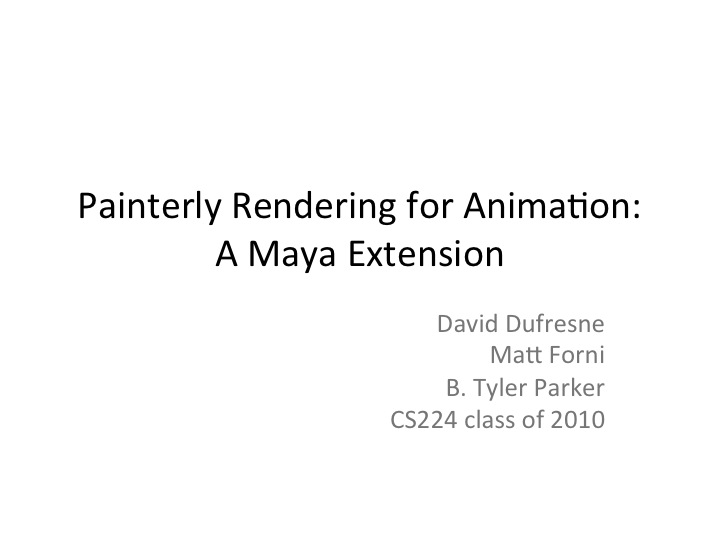 Painterly Rendering for Animation:
A Maya Extension
David Dufresne
Matt Forni
B. Tyler Parker
CS224 class of 2010